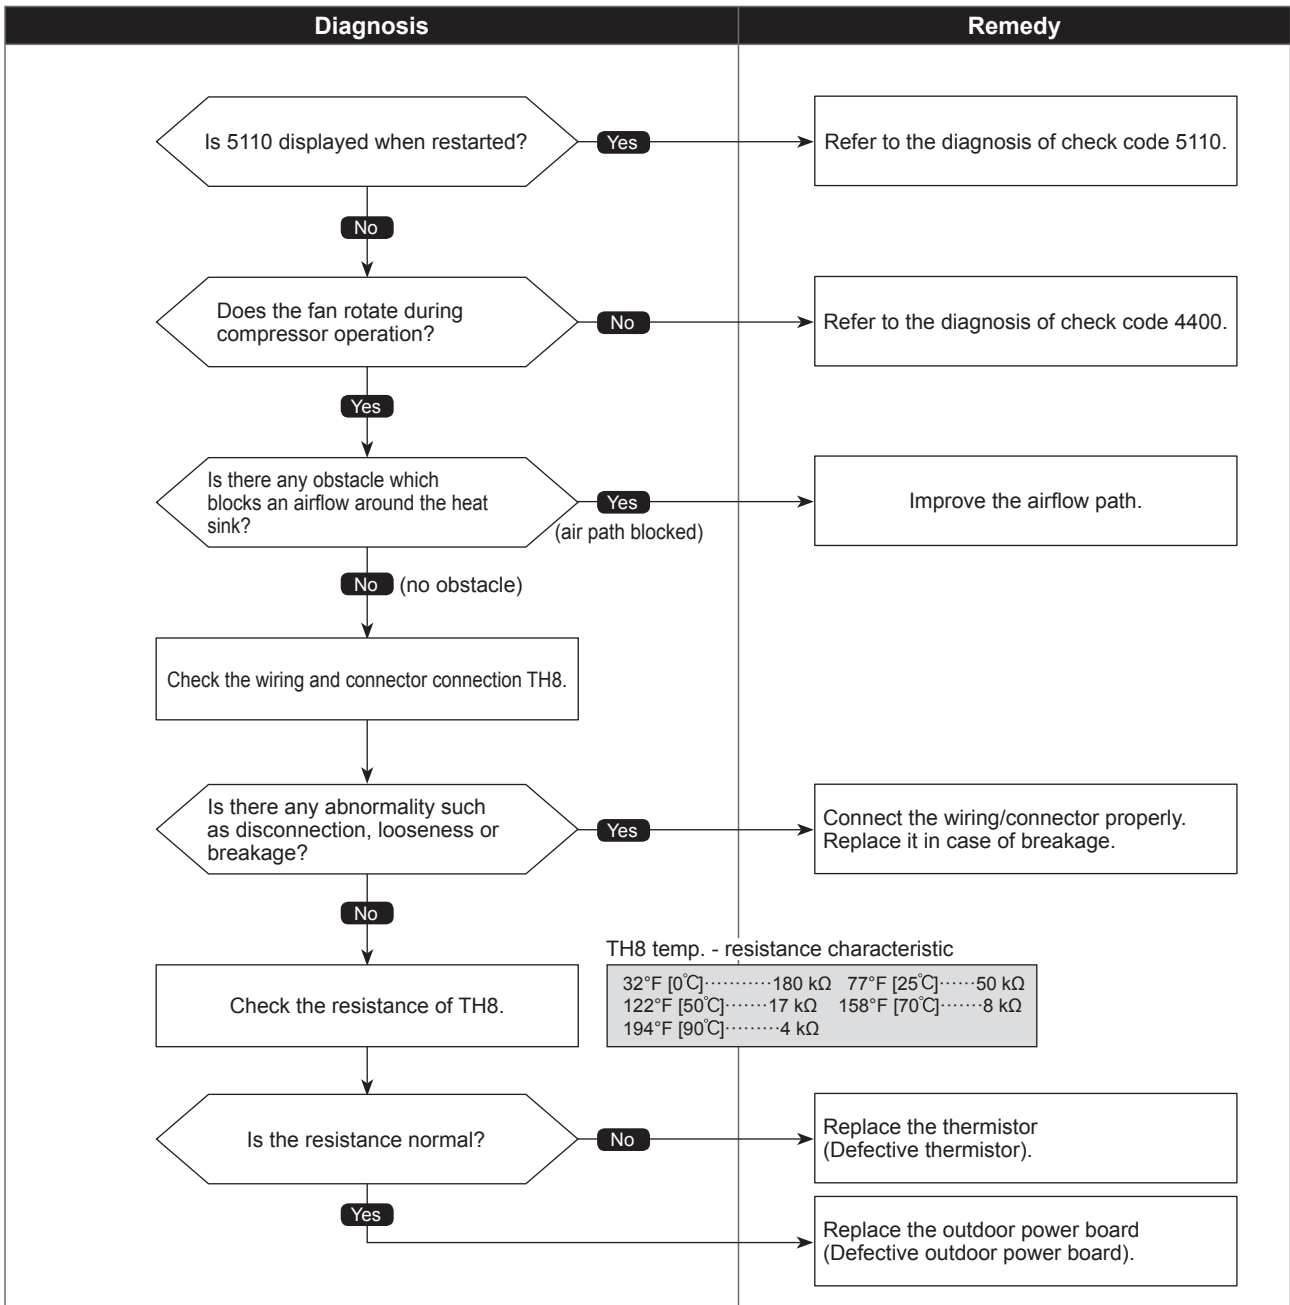 Diagnosis
Remedy
Is 5110 displayed when restarted?
Yes
Refer to the diagnosis of check code 5110.
No
Does the fan rotate during
compressor operation?
No
Refer to the diagnosis of check code 4400.
Yes
Is there any obstacle which
blocks an airflow around the heat
sink?
Yes
(air path blocked)
Improve the airflow path.
No (no obstacle)
Check the wiring and connector connection TH8.
Is there any abnormality such
as disconnection, looseness or
breakage?
Yes
Connect the wiring/connector properly.
Replace it in case of breakage.
No
TH8 temp. - resistance characteristic
32°F [0℃]···········180 kΩ 77°F [25℃]······50 kΩ
122°F [50℃]·······17 kΩ 158°F [70℃]·······8 kΩ
194°F [90℃]·········4 kΩ
Check the resistance of TH8.
Is the resistance normal?
No
Replace the thermistor
(Defective thermistor).
Yes
Replace the outdoor power board
(Defective outdoor power board).